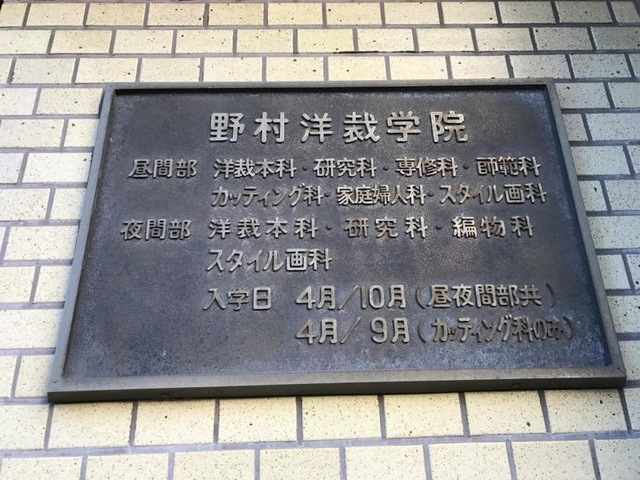 野村洋裁学院
昼間部 洋裁本科・研究科・専修科・師範科
カッティング科・家庭婦人科・スタイル画科
夜間部 洋裁本科・研究科・編物科
スタイル画科
入学日 4月/10月(昼夜間部共)
4月/9月(カッティング科のみ)